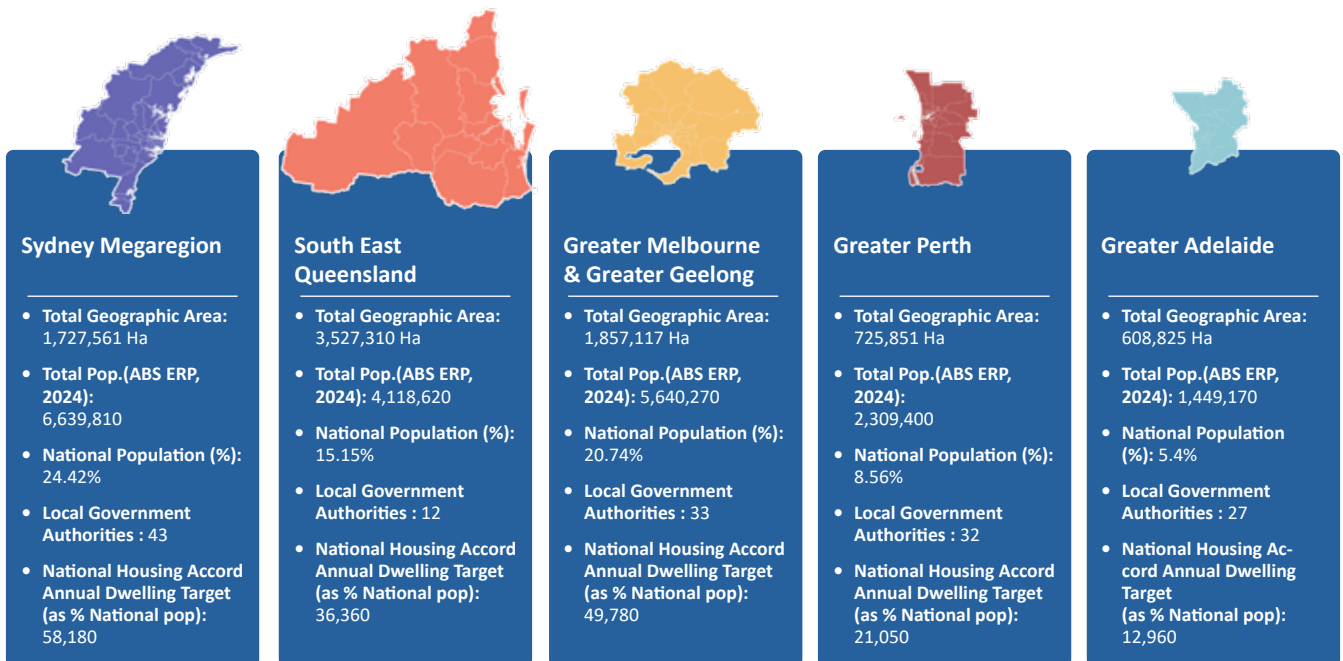 Sydney Megaregion
• Total Geographic Area:
1,727,561 Ha
• Total Pop.(ABS ERP,
2024):
6,639,810
• National Population (%):
24.42%
• Local Government
Authorities : 43
• National Housing Accord
Annual Dwelling Target
(as % National pop):
58,180
South East
Queensland
• Total Geographic Area:
3,527,310 Ha
• Total Pop.(ABS ERP,
2024): 4,118,620
• National Population (%):
15.15%
• Local Government
Authorities : 12
• National Housing Accord
Annual Dwelling Target
(as % National pop):
36,360
Greater Melbourne
& Greater Geelong
• Total Geographic Area:
1,857,117 Ha
• Total Pop.(ABS ERP,
2024): 5,640,270
• National Population (%):
20.74%
• Local Government
Authorities : 33
• National Housing Accord
Annual Dwelling Target
(as % National pop):
49,780
Greater Perth
• Total Geographic Area:
725,851 Ha
• Total Pop.(ABS ERP,
2024):
2,309,400
• National Population (%):
8.56%
• Local Government
Authorities : 32
• National Housing Accord
Annual Dwelling Target
(as % National pop):
21,050
Greater Adelaide
• Total Geographic Area:
608,825 Ha
• Total Pop.(ABS ERP,
2024): 1,449,170
• National Population
(%): 5.4%
• Local Government
Authorities : 27
• National Housing Ac-
cord Annual Dwelling
Target
(as % National pop):
12,960